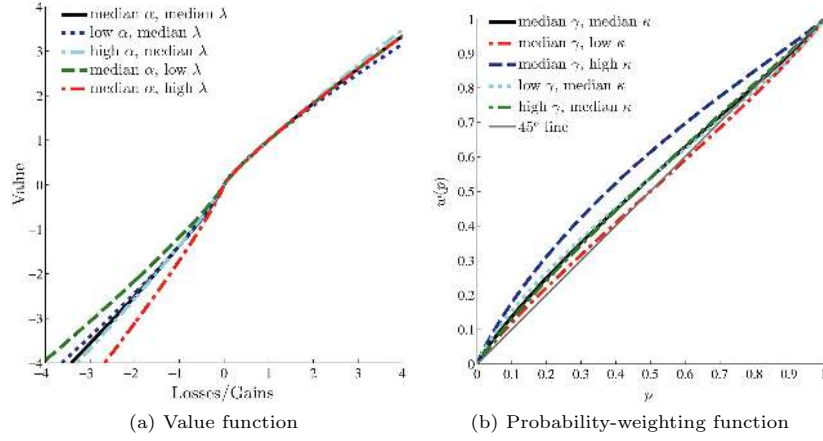 median α, median λ
low α, median λ
high α, median λ
median α, low λ
median α, high λ
4
3
2
1
0
−1
−2
−3
−4
Value
−4 −3 −2 −1 0 1 2 3 4
Losses/Gains
(a) Value function
median γ, median κ
median γ, low κ
median γ, high κ
low γ, median κ
high γ, median κ
45° line
1
0.9
0.8
0.7
0.6
0.5
0.4
0.3
0.2
0.1
0
w(p)
0 0.1 0.2 0.3 0.4 0.5 0.6 0.7 0.8 0.9 1
p
(b) Probability-weighting function